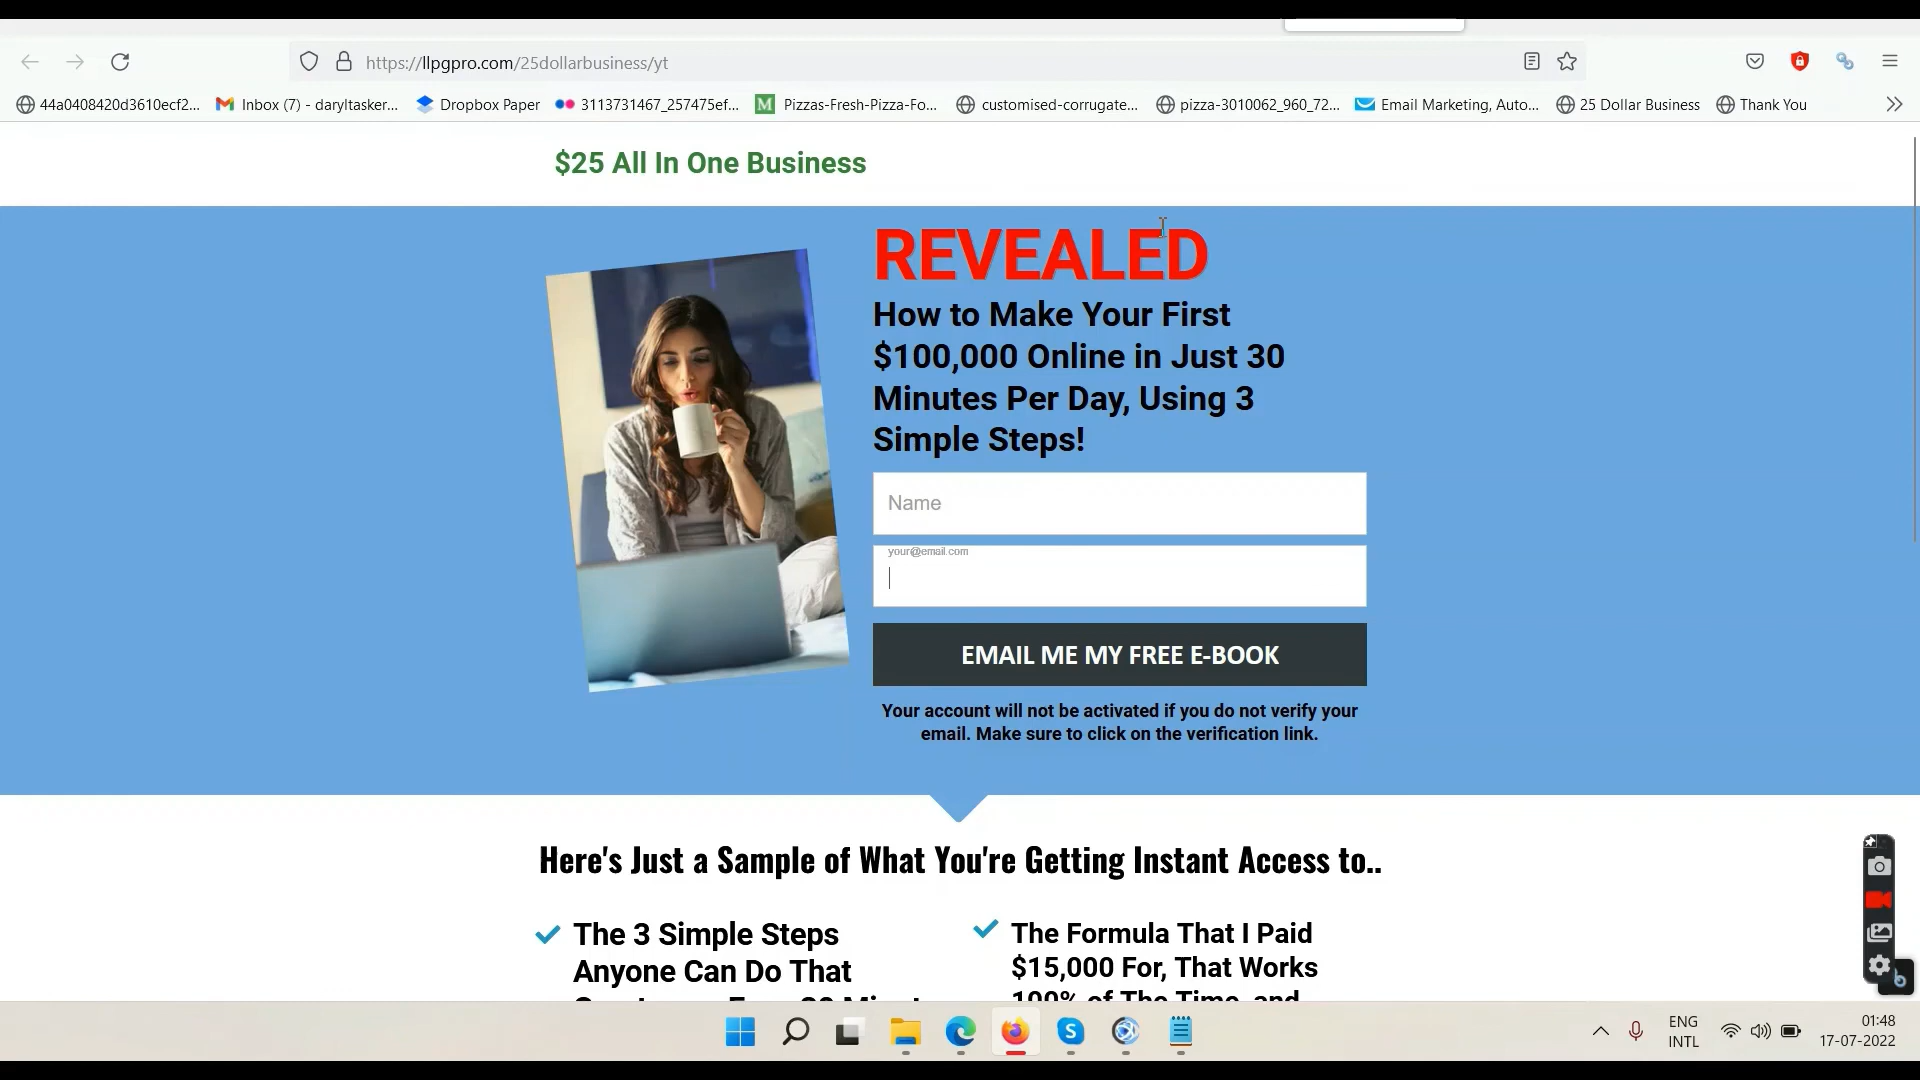 https://llpgpro.com/25dollarbusiness/yt
44a0408420d3610ecf2... Inbox (7) - daryltasker... Dropbox Paper 3113731467_257475ef... Pizzas-Fresh-Pizza-Fo... customised-corrugate... pizza-3010062_960_72... Email Marketing, Auto... 25 Dollar Business Thank You
$25 All In One Business
REVEALED
How to Make Your First
$100,000 Online in Just 30
Minutes Per Day, Using 3
Simple Steps!
Name
your@email.com
EMAIL ME MY FREE E-BOOK
Your account will not be activated if you do not verify your
email. Make sure to click on the verification link.
Here's Just a Sample of What You're Getting Instant Access to..
The 3 Simple Steps
Anyone Can Do That
The Formula That I Paid
$15,000 For, That Works
100% of The Time, and
ENG
INTL
01:48
17-07-2022